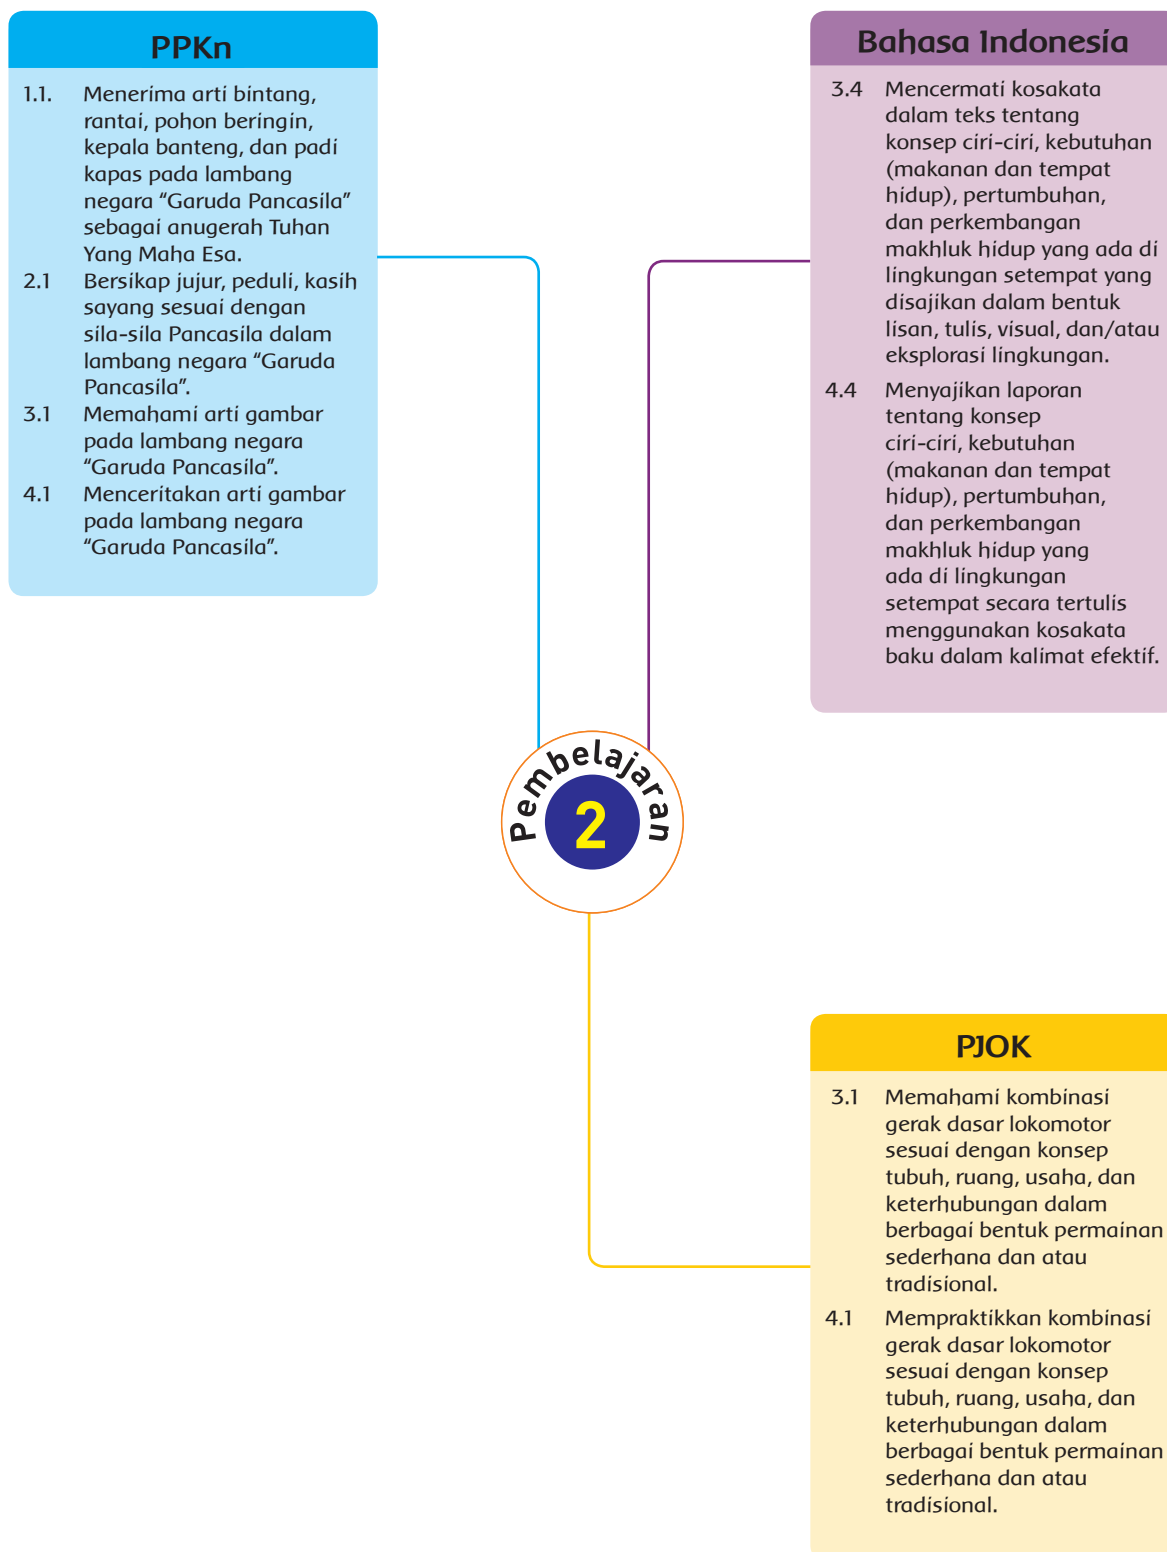 PPKn
1.1. Menerima arti bintang,
rantai, pohon beringin,
kepala banteng, dan padi
kapas pada lambang
negara “Garuda Pancasila”
sebagai anugerah Tuhan
Yang Maha Esa.
2.1 Bersikap jujur, peduli, kasih
sayang sesuai dengan
sila-sila Pancasila dalam
lambang negara “Garuda
Pancasila”.
3.1 Memahami arti gambar
pada lambang negara
“Garuda Pancasila”.
4.1 Menceritakan arti gambar
pada lambang negara
“Garuda Pancasila”.
Bahasa Indonesia
3.4 Mencermati kosakata
dalam teks tentang
konsep ciri-ciri, kebutuhan
(makanan dan tempat
hidup), pertumbuhan,
dan perkembangan
makhluk hidup yang ada di
lingkungan setempat yang
disajikan dalam bentuk
lisan, tulis, visual, dan/atau
eksplorasi lingkungan.
4.4 Menyajikan laporan
tentang konsep
ciri-ciri, kebutuhan
(makanan dan tempat
hidup), pertumbuhan,
dan perkembangan
makhluk hidup yang
ada di lingkungan
setempat secara tertulis
menggunakan kosakata
baku dalam kalimat efektif.
Pembelajaran
2
PJOK
3.1 Memahami kombinasi
gerak dasar lokomotor
sesuai dengan konsep
tubuh, ruang, usaha, dan
keterhubungan dalam
berbagai bentuk permainan
sederhana dan atau
tradisional.
4.1 Mempraktikkan kombinasi
gerak dasar lokomotor
sesuai dengan konsep
tubuh, ruang, usaha, dan
keterhubungan dalam
berbagai bentuk permainan
sederhana dan atau
tradisional.